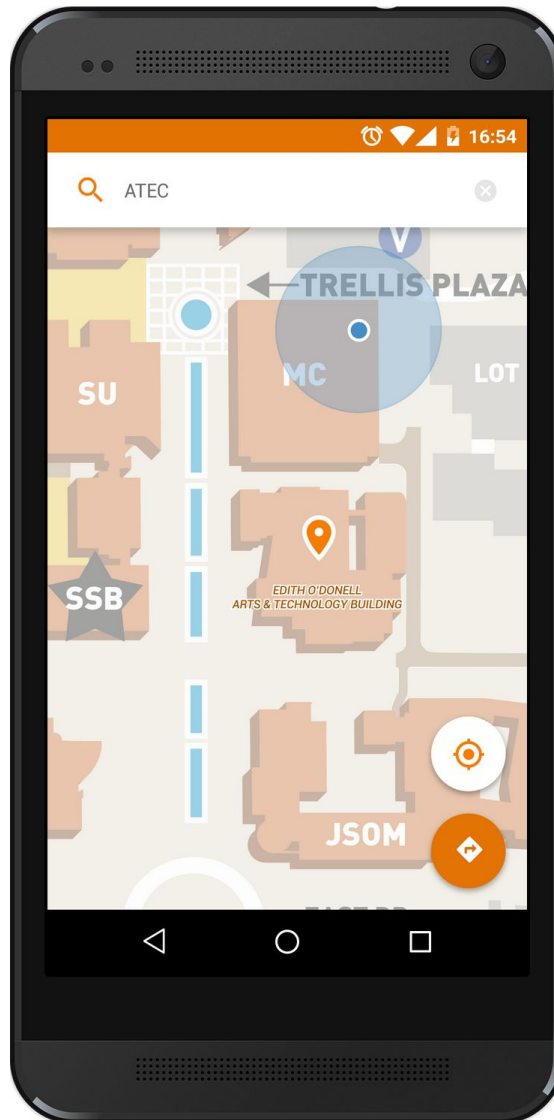 16:54
ATEC
V
TRELLIS PLAZA
SU
MC
LOT
SSB
EDITH O'DONELL
ARTS & TECHNOLOGY BUILDING
JSOM